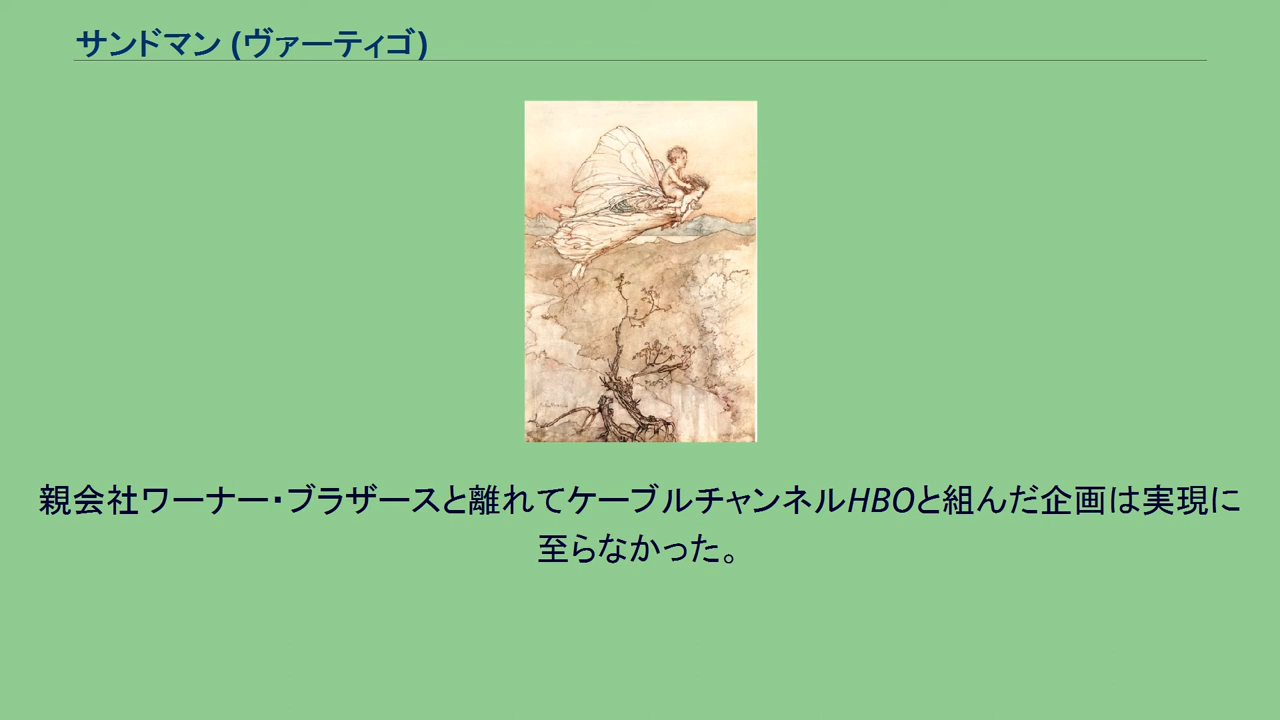 サンドマン (ヴァーティゴ)
親会社ワーナー・ブラザースと離れてケーブルチャンネルHBOと組んだ企画は実現に
至らなかった。